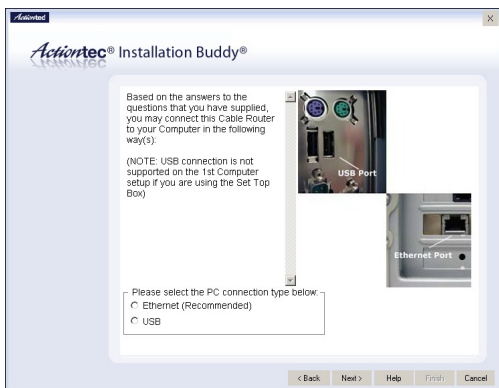 Actiontec
X
Actiontec® Installation Buddy®
Based on the answers to the
questions that you have supplied,
you may connect this Cable Router
to your Computer in the following
way(s):
(NOTE: USB connection is not
supported on the 1st Computer
setup if you are using the Set Top
Box)
USB Port
Ethernet Port
Please select the PC connection type below:
Ethernet (Recommended)
USB
< Back Next > Help Finish Cancel